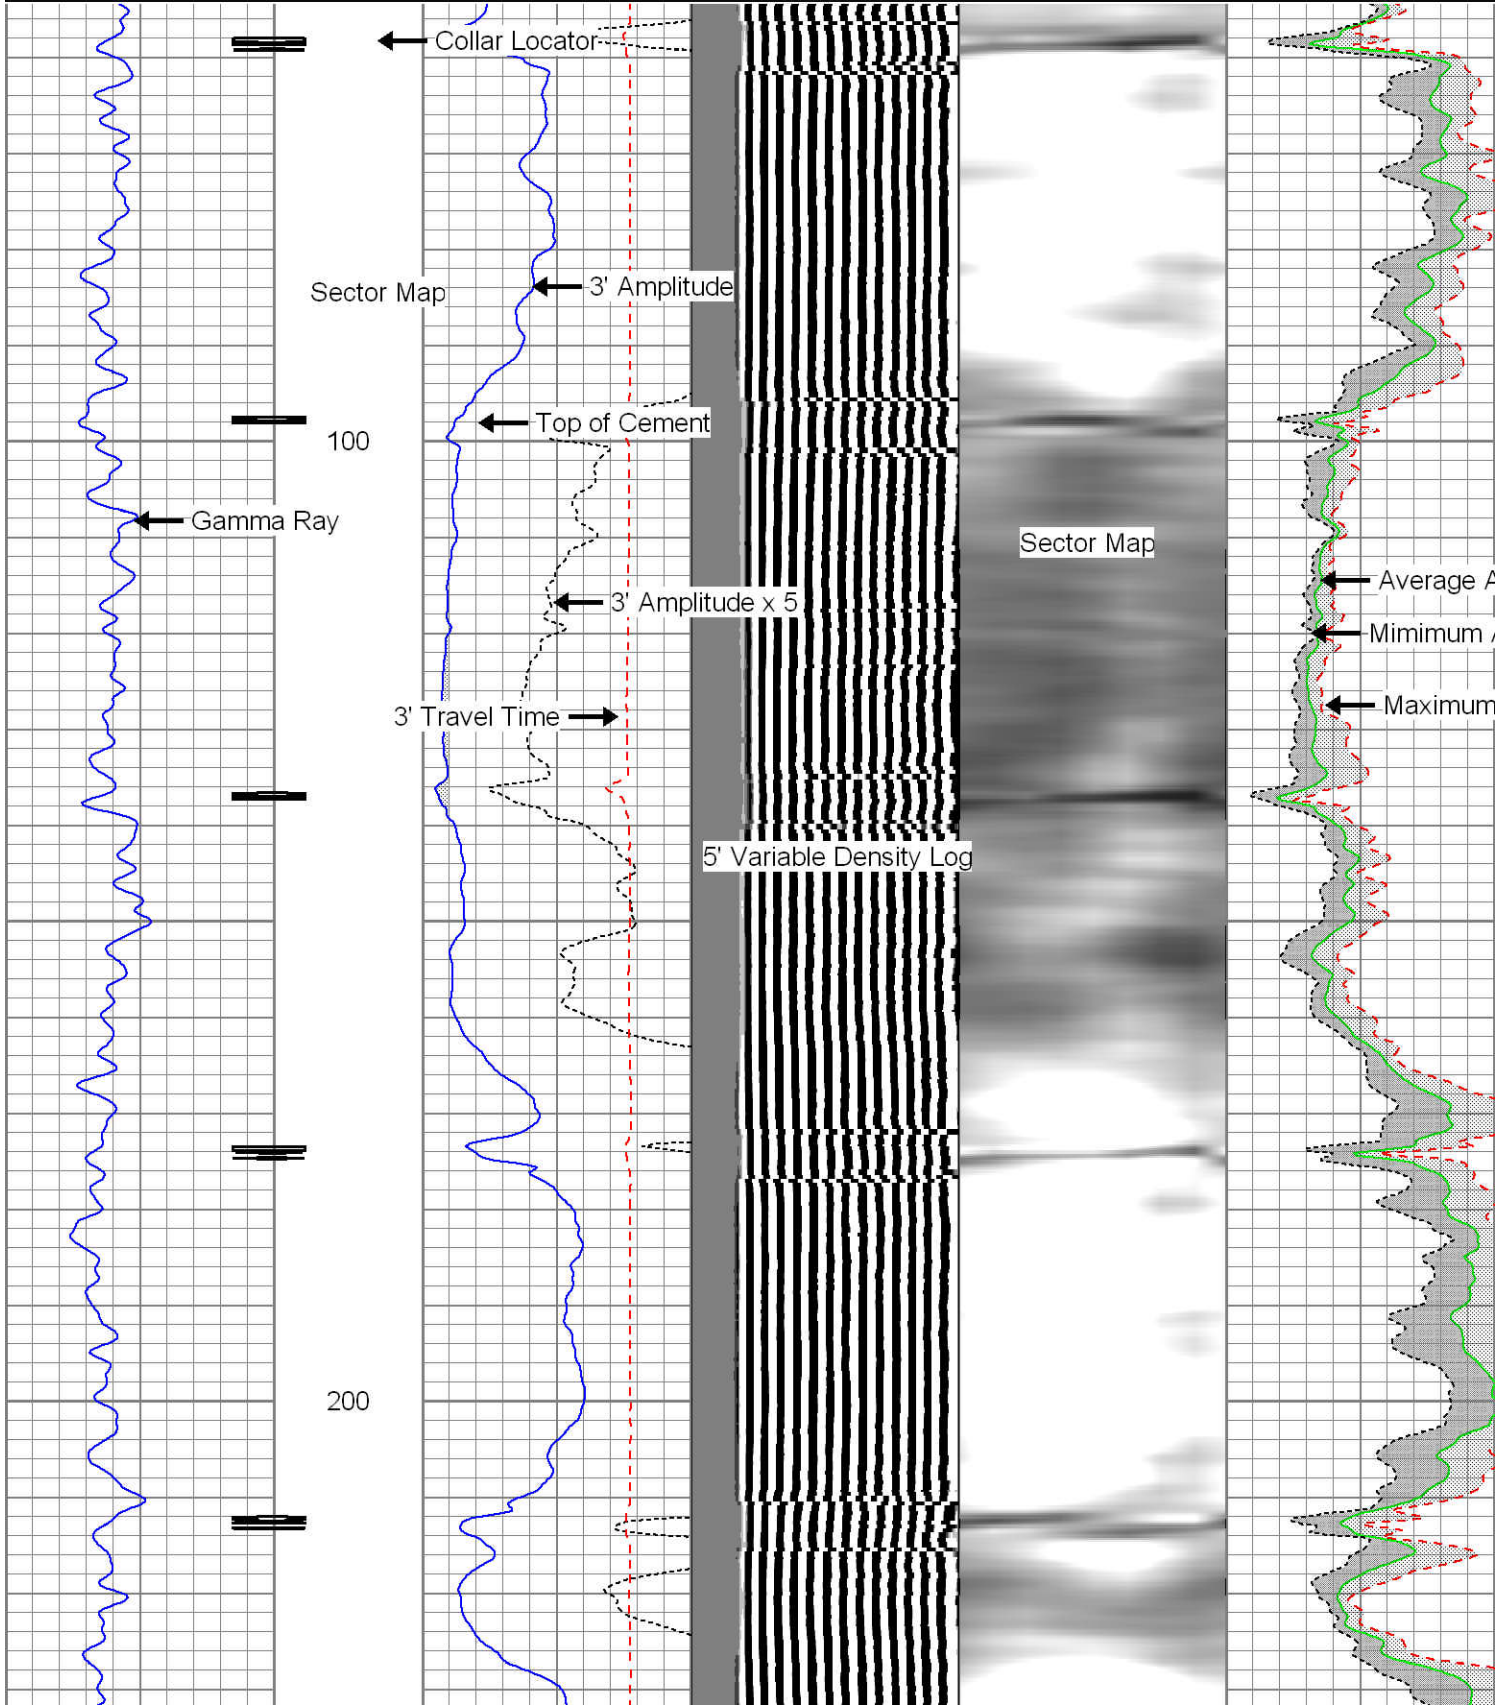 Collar Locator
3' Amplitude
Sector Map
Top of Cement
100
Gamma Ray
Sector Map
Average A
3' Amplitude x 5
Mimimum A
Maximum
3' Travel Time
5' Variable Density Log
200